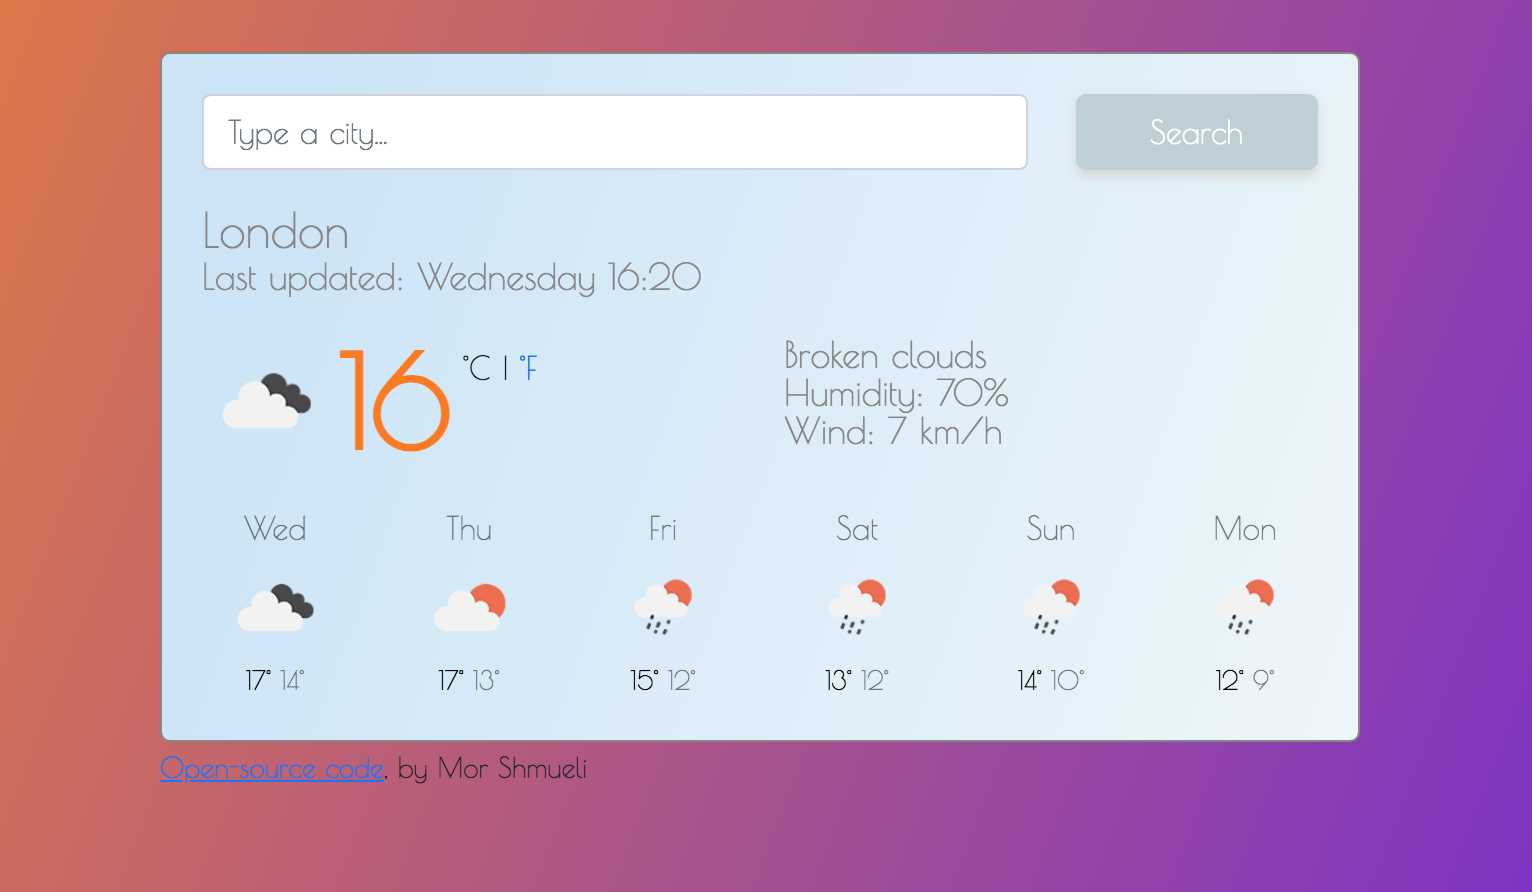 Type a city...
Search
London
Last updated: Wednesday 16:20
16 °C | °F
Broken clouds
Humidity: 70%
Wind: 7 km/h
Wed Thu Fri Sat Sun Mon
17° 14° 17° 13° 15° 12° 13° 12° 14° 10° 12° 9°
Open-source code, by Mor Shmueli